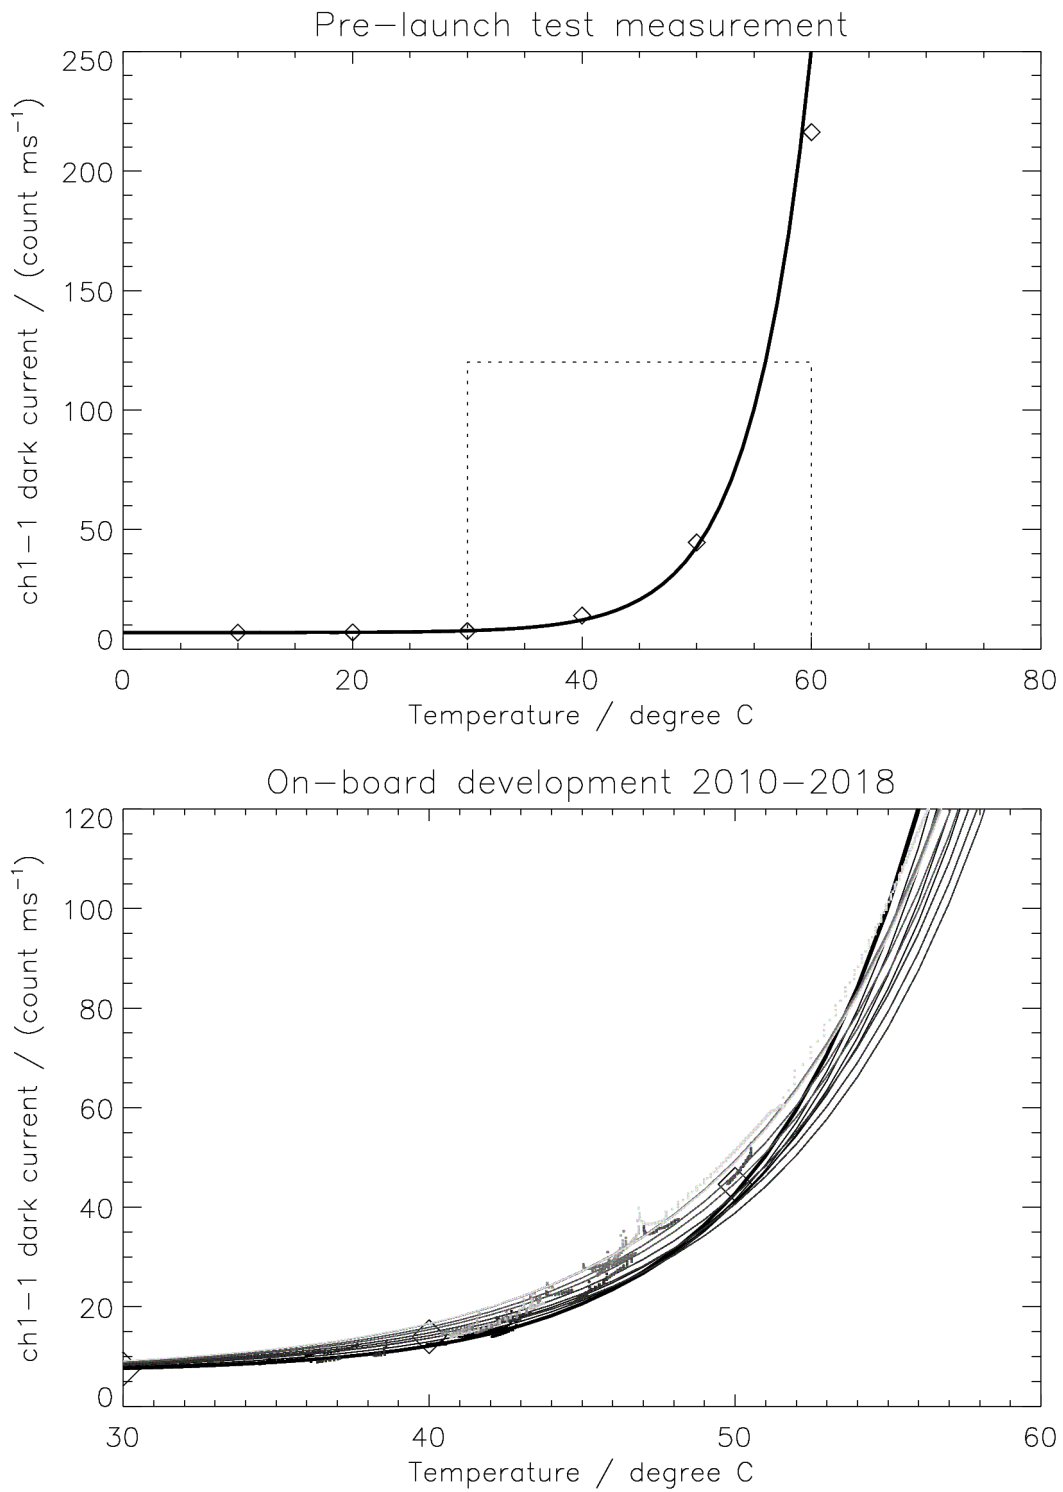 Pre-launch test measurement
250
200
150
100
50
0
ch1-1 dark current / (count ms⁻¹)
0 20 40 60 80
Temperature / degree C
On-board development 2010-2018
120
100
80
60
40
20
0
ch1-1 dark current / (count ms⁻¹)
30 40 50 60
Temperature / degree C